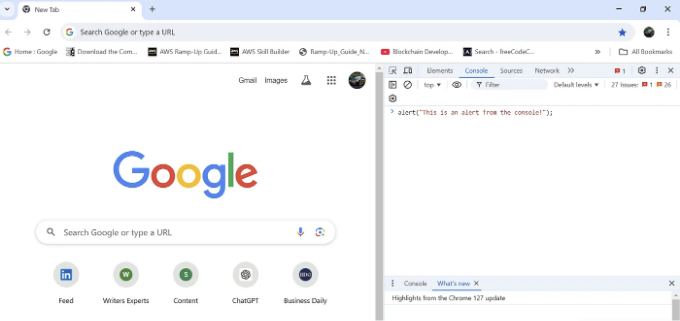 New Tab
Search Google or type a URL
Home : Google
Download the Com...
AWS Ramp-Up Guid...
AWS Skill Builder
Ramp-Up_Guide_N...
Blockchain Develop...
Search - freeCodeC...
All Bookmarks
Gmail Images
Google
Search Google or type a URL
Feed
Writers Experts
Content
ChatGPT
Business Daily
Elements Console Sources Network 1
top Filter Default levels 27 Issues: 1 26
alert("This is an alert from the console!");
Console What's new
Highlights from the Chrome 127 update